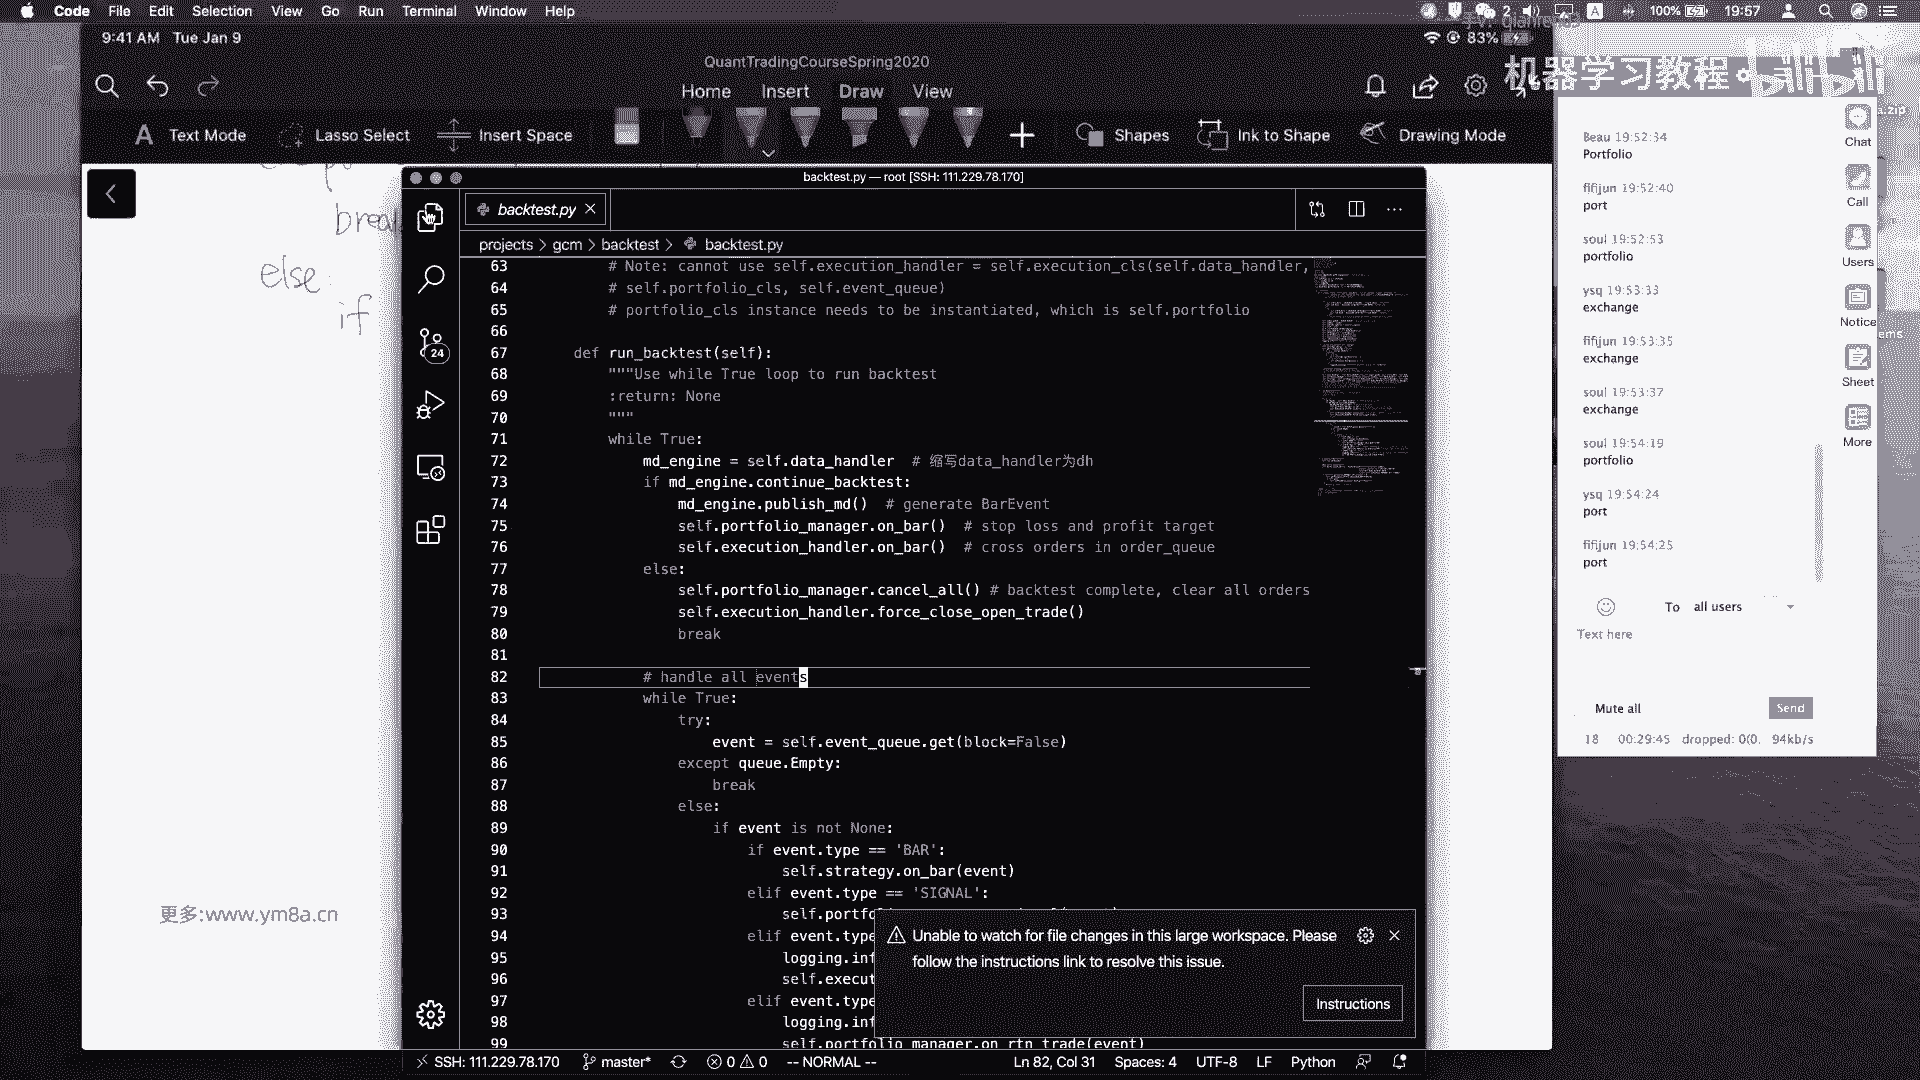 Code File Edit Selection View Go Run Terminal Window Help
2 A 100% 19:57
9:41 AM Tue Jan 9
83%
QuantTradingCourseSpring2020
Home Insert Draw View
机器学习教程 bilibili
Text Mode Lasso Select Insert Space Shapes Ink to Shape Drawing Mode
else:
if
backtest.py — root [SSH: 111.229.78.170]
backtest.py
projects > gcm > backtest > backtest.py
63 # Note: cannot use self.execution_handler = self.execution_cls(self.data_handler,
64 # self.portfolio_cls, self.event_queue)
65 # portfolio_cls instance needs to be instantiated, which is self.portfolio
66
67 def run_backtest(self):
68 """Use while True loop to run backtest
69 :return: None
70 """
71 while True:
72 md_engine = self.data_handler # 缩写data_handler为dh
73 if md_engine.continue_backtest:
74 md_engine.publish_md() # generate BarEvent
75 self.portfolio_manager.on_bar() # stop loss and profit target
76 self.execution_handler.on_bar() # cross orders in order_queue
77 else:
78 self.portfolio_manager.cancel_all() # backtest complete, clear all orders
79 self.execution_handler.force_close_open_trade()
80 break
81
82 # handle all events
83 while True:
84 try:
85 event = self.event_queue.get(block=False)
86 except queue.Empty:
87 break
88 else:
89 if event is not None:
90 if event.type == 'BAR':
91 self.strategy.on_bar(event)
92 elif event.type == 'SIGNAL':
93 self.portfo
94 elif event.type
95 logging.inf
96 self.execut
97 elif event.type
98 logging.inf
99 self.portfolio_manager.on_rtn_trade(event)
24
Unable to watch for file changes in this large workspace. Please
follow the instructions link to resolve this issue.
Instructions
SSH: 111.229.78.170 master* 0 0 -- NORMAL -- Ln 82, Col 31 Spaces: 4 UTF-8 LF Python
更多:www.ym8a.cn
Beau 19:52:34
Portfolio
fifijun 19:52:40
port
soul 19:52:53
portfolio
ysq 19:53:33
exchange
fifijun 19:53:35
exchange
soul 19:53:37
exchange
soul 19:54:19
portfolio
ysq 19:54:24
port
fifijun 19:54:25
port
To all users
Text here
Mute all Send
18 00:29:45 dropped: 0(0. 94kb/s
Chat
Call
Users
Notice
Sheet
More
a.zip
ems